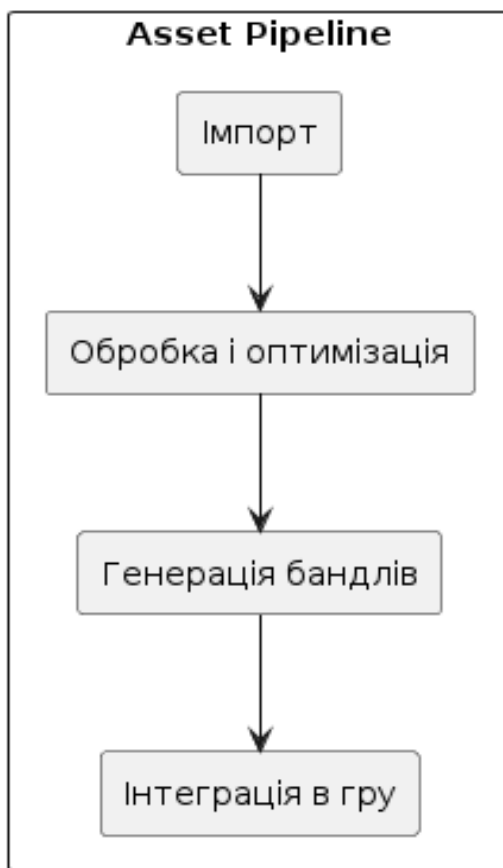 Asset Pipeline
Імпорт
Обробка і оптимізація
Генерація бандлів
Інтеграція в гру